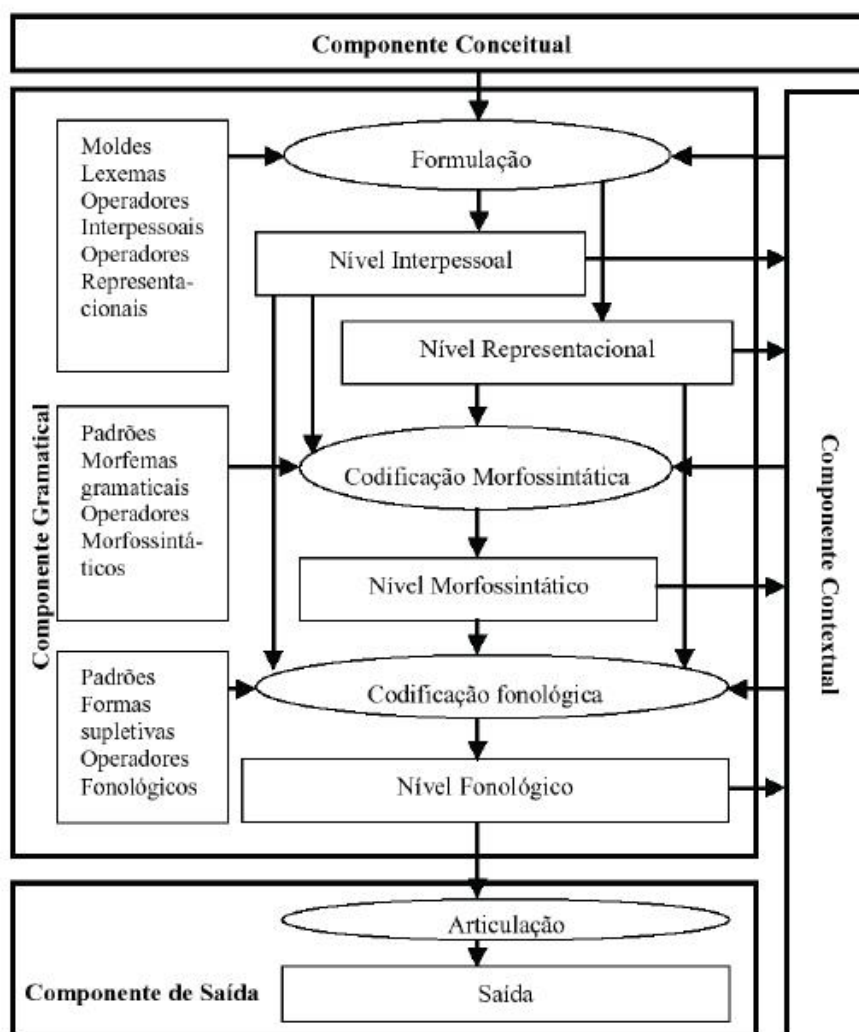 Componente Conceitual
Moldes
Lexemas
Operadores
Interpessoais
Operadores
Representa-
cionais
Formulação
Nível Interpessoal
Nível Representacional
Padrões
Morfemas
gramaticais
Operadores
Morfossintá-
ticos
Codificação Morfossintática
Nível Morfossintático
Padrões
Formas
supletivas
Operadores
Fonológicos
Codificação fonológica
Nível Fonológico
Componente Gramatical
Componente Contextual
Articulação
Componente de Saída
Saída